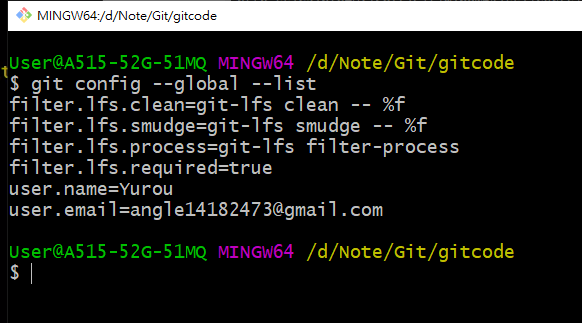 MINGW64:/d/Note/Git/gitcode
User@A515-52G-51MQ MINGW64 /d/Note/Git/gitcode
$ git config --global --list
filter.lfs.clean=git-lfs clean -- %f
filter.lfs.smudge=git-lfs smudge -- %f
filter.lfs.process=git-lfs filter-process
filter.lfs.required=true
user.name=Yurou
user.email=angle14182473@gmail.com
User@A515-52G-51MQ MINGW64 /d/Note/Git/gitcode
$